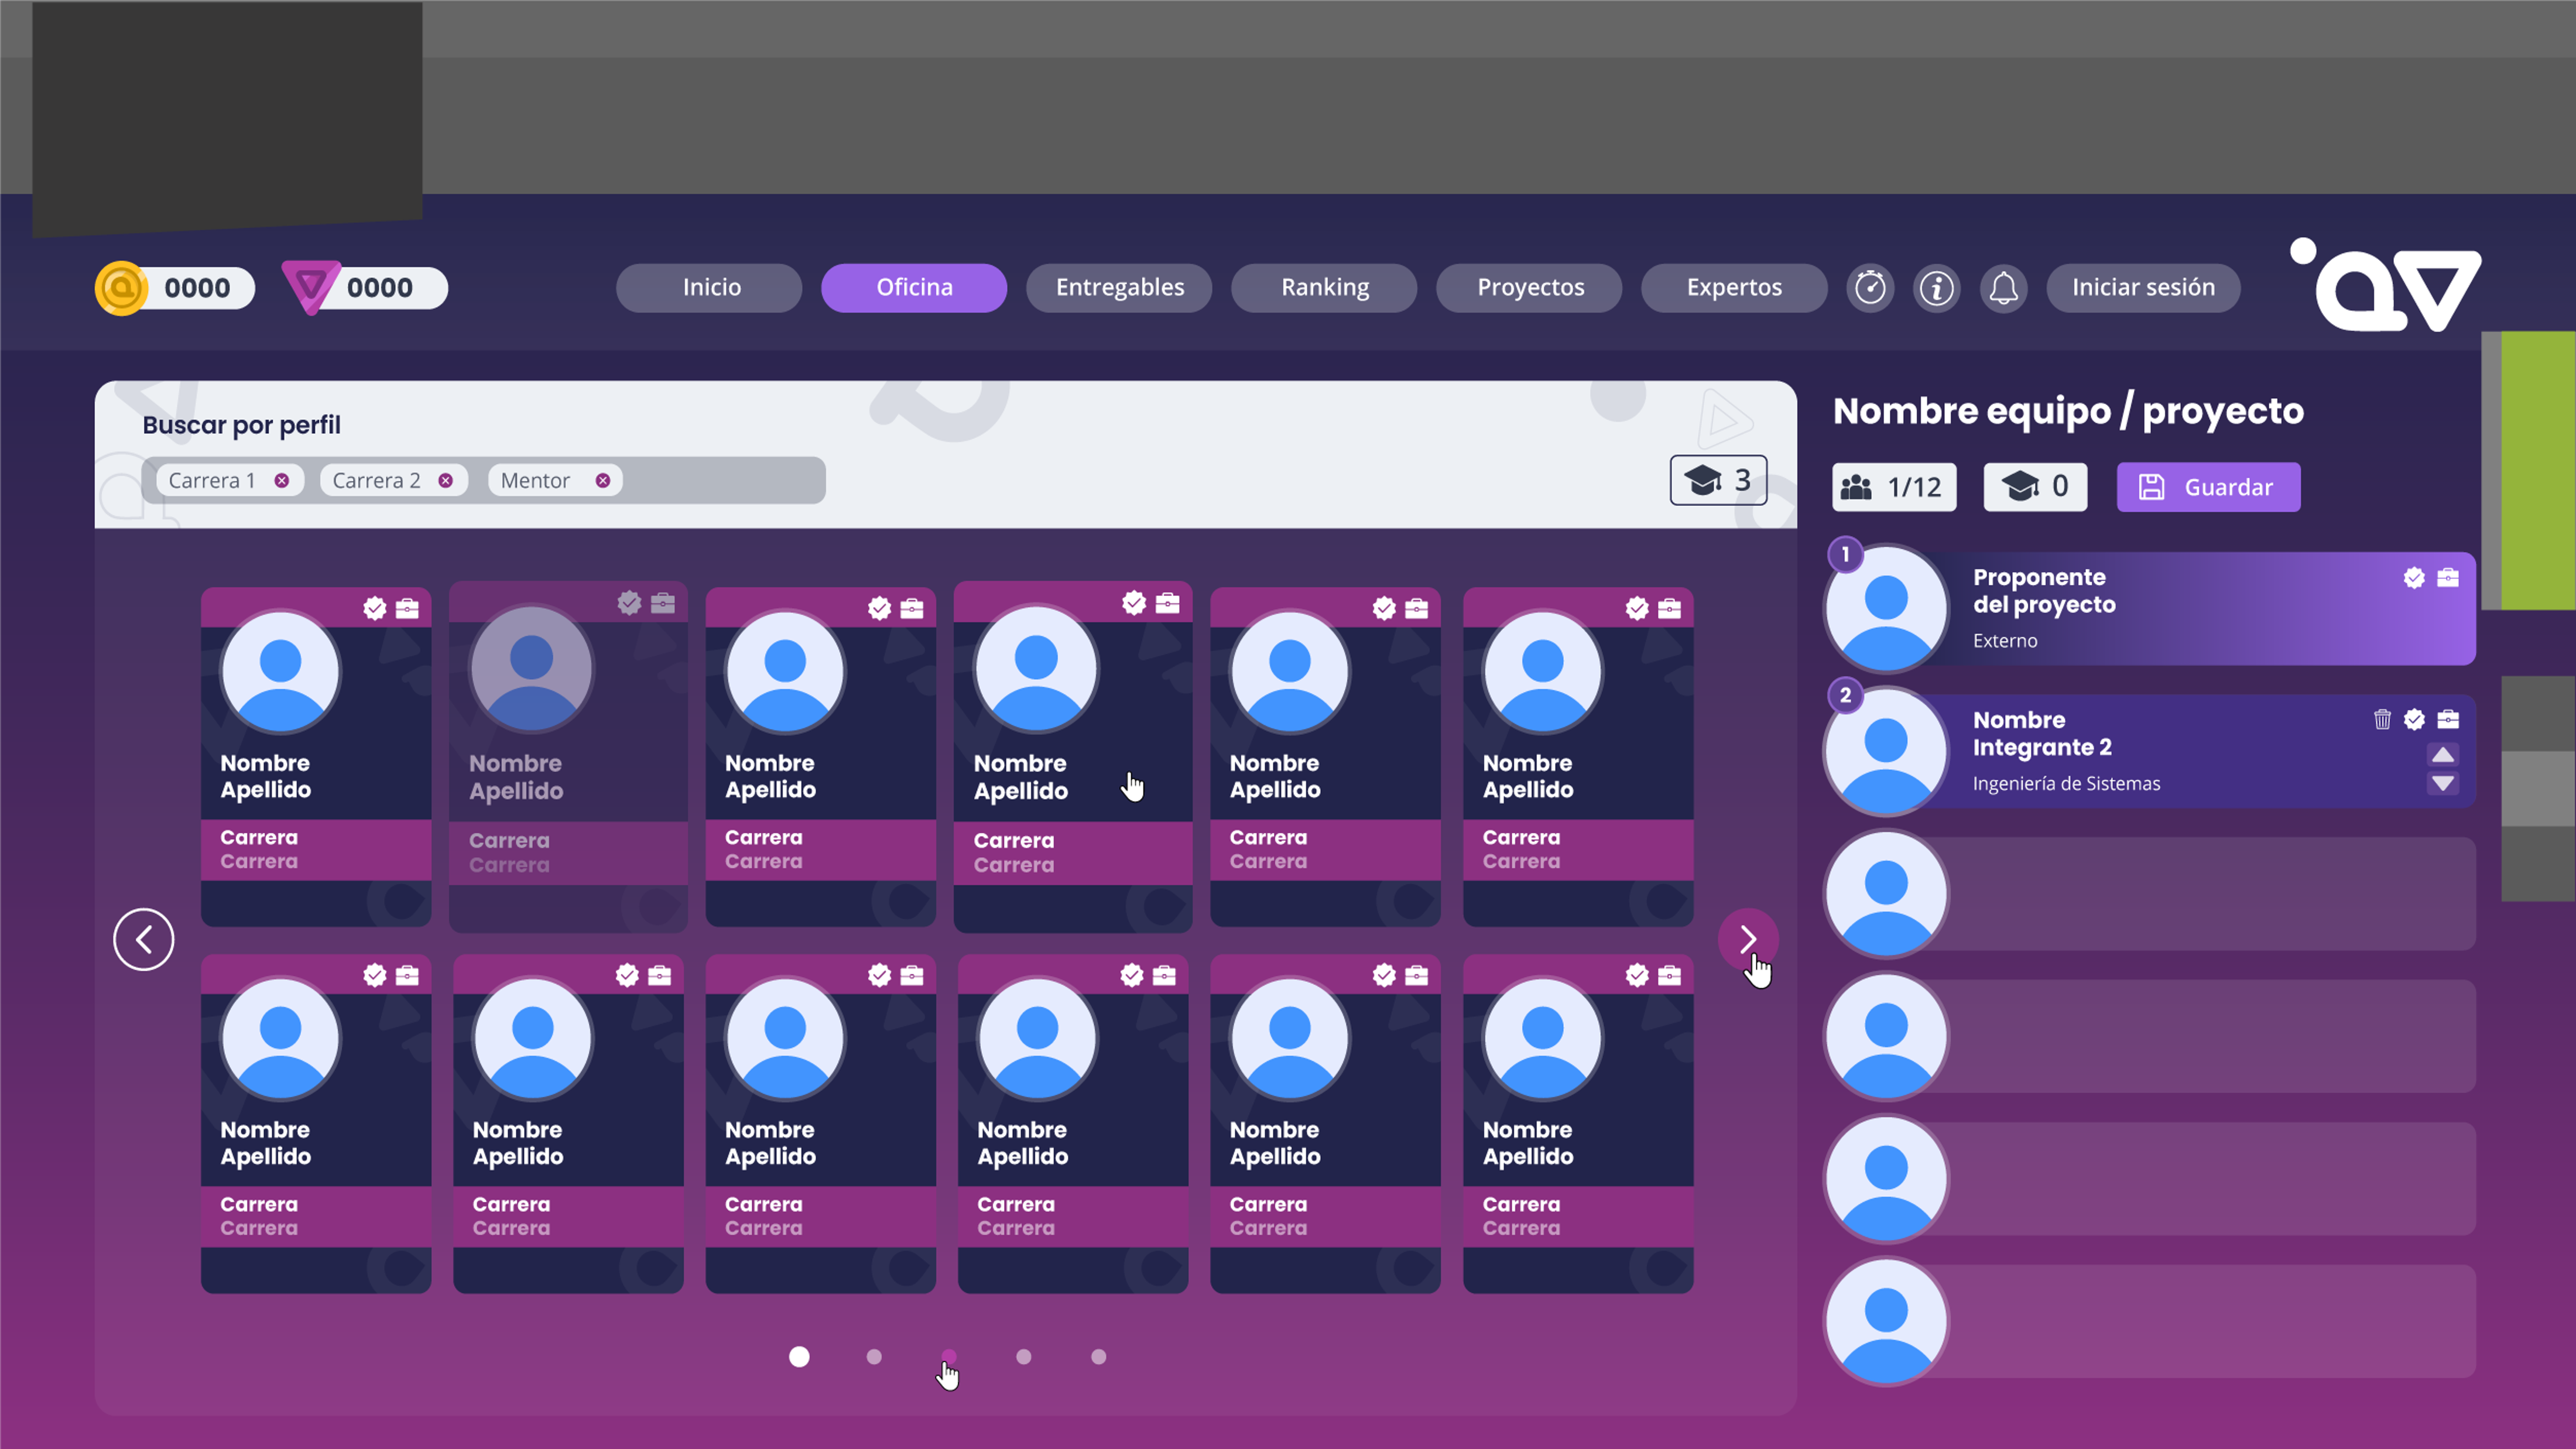 0000
0000
Inicio
Oficina
Entregables
Ranking
Proyectos
Expertos
Iniciar sesión
Buscar por perfil
Carrera 1
Carrera 2
Mentor
3
Nombre equipo / proyecto
1/12
0
Guardar
1
Proponente
del proyecto
Externo
2
Nombre
Integrante 2
Ingeniería de Sistemas
Nombre
Apellido
Carrera
Carrera
Nombre
Apellido
Carrera
Carrera
Nombre
Apellido
Carrera
Carrera
Nombre
Apellido
Carrera
Carrera
Nombre
Apellido
Carrera
Carrera
Nombre
Apellido
Carrera
Carrera
Nombre
Apellido
Carrera
Carrera
Nombre
Apellido
Carrera
Carrera
Nombre
Apellido
Carrera
Carrera
Nombre
Apellido
Carrera
Carrera
Nombre
Apellido
Carrera
Carrera
Nombre
Apellido
Carrera
Carrera